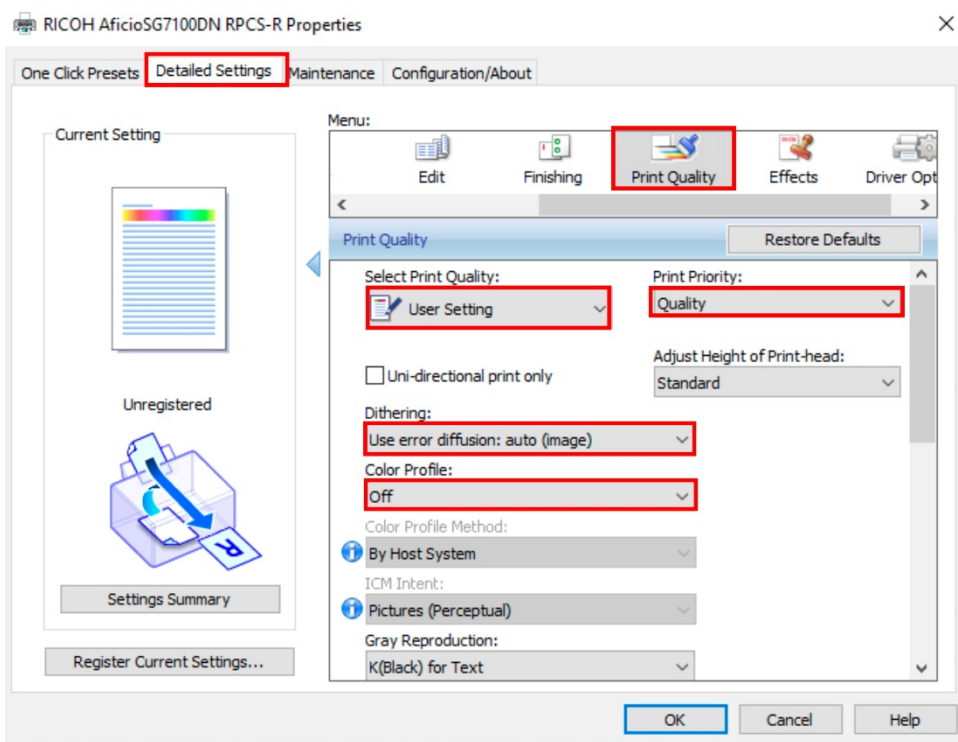 RICOH AficioSG7100DN RPCS-R Properties
One Click Presets Detailed Settings Maintenance Configuration/About
Current Setting
Unregistered
R
Settings Summary
Register Current Settings...
Menu:
Edit Finishing Print Quality Effects Driver Opt
Print Quality Restore Defaults
Select Print Quality: Print Priority:
User Setting Quality
Uni-directional print only Adjust Height of Print-head:
Standard
Dithering:
Use error diffusion: auto (image)
Color Profile:
Off
Color Profile Method:
By Host System
ICM Intent:
Pictures (Perceptual)
Gray Reproduction:
K(Black) for Text
OK Cancel Help